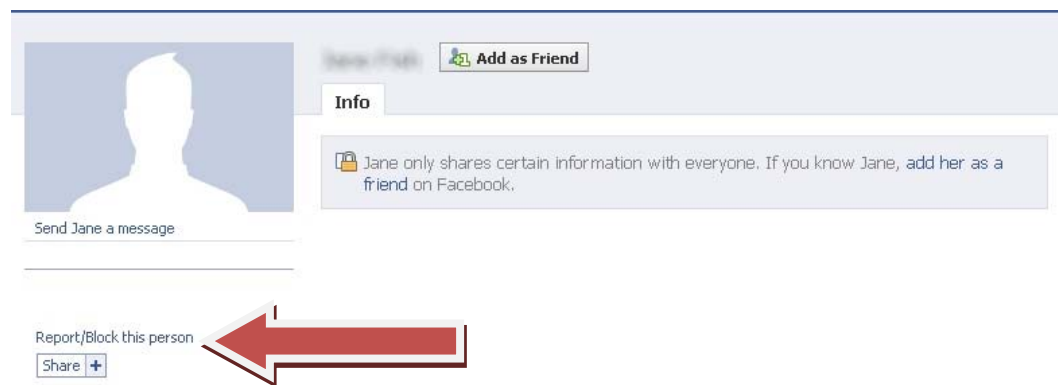 Add as Friend
Info
Jane only shares certain information with everyone. If you know Jane, add her as a
friend on Facebook.
Send Jane a message
Report/Block this person
Share +